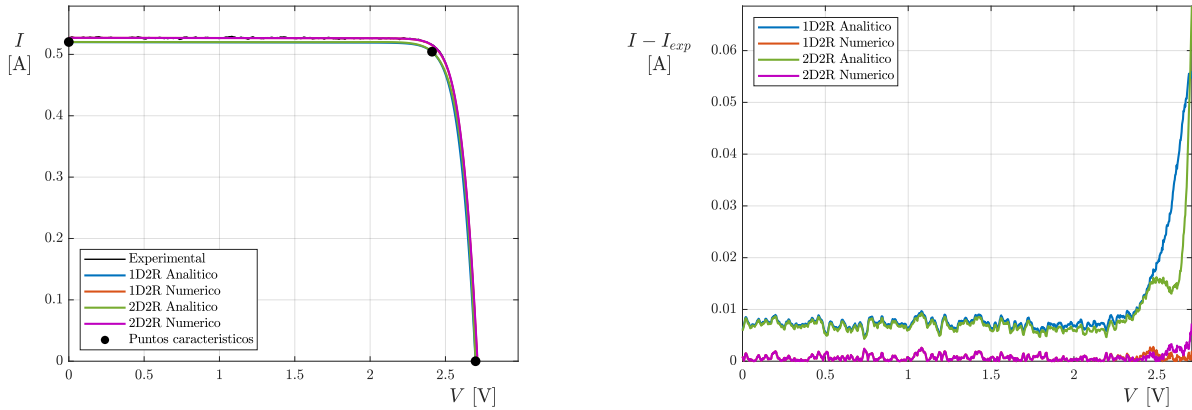 I
[A]
0.5
0.4
0.3
0.2
0.1
0
0
0.5
1
1.5
2
2.5
V [V]
Experimental
1D2R Analitico
1D2R Numerico
2D2R Analitico
2D2R Numerico
Puntos caracteristicos
I − I_exp
[A]
0.06
0.05
0.04
0.03
0.02
0.01
0
0
0.5
1
1.5
2
2.5
V [V]
1D2R Analitico
1D2R Numerico
2D2R Analitico
2D2R Numerico